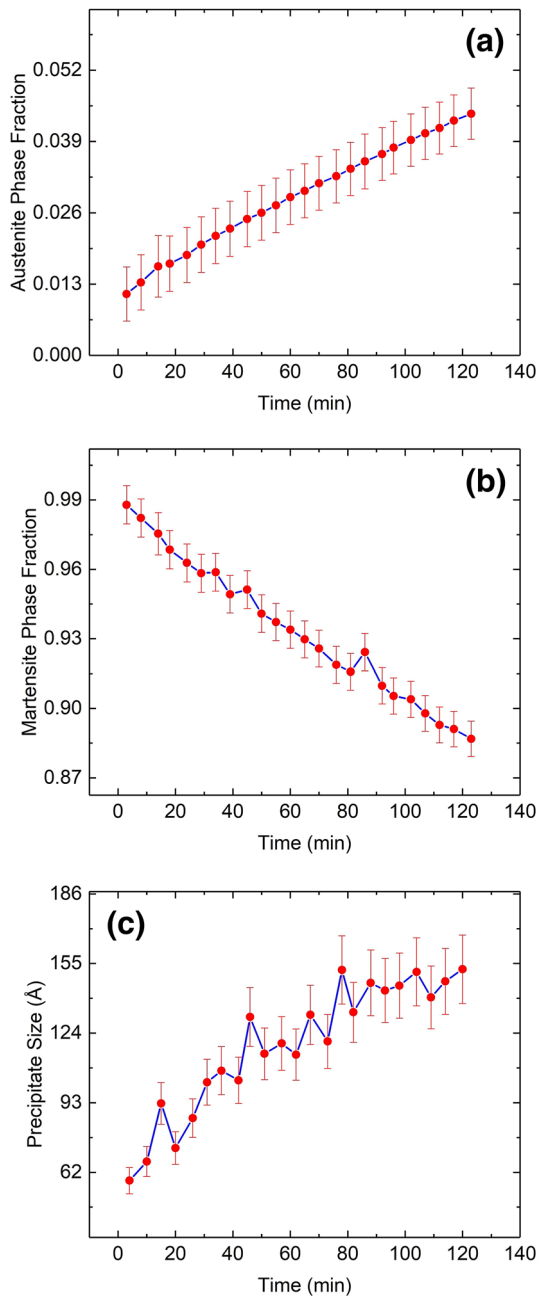 (a)
Austenite Phase Fraction
0.052
0.039
0.026
0.013
0.000
0 20 40 60 80 100 120 140
Time (min)
(b)
Martensite Phase Fraction
0.99
0.96
0.93
0.90
0.87
0 20 40 60 80 100 120 140
Time (min)
(c)
Precipitate Size (Å)
186
155
124
93
62
0 20 40 60 80 100 120 140
Time (min)